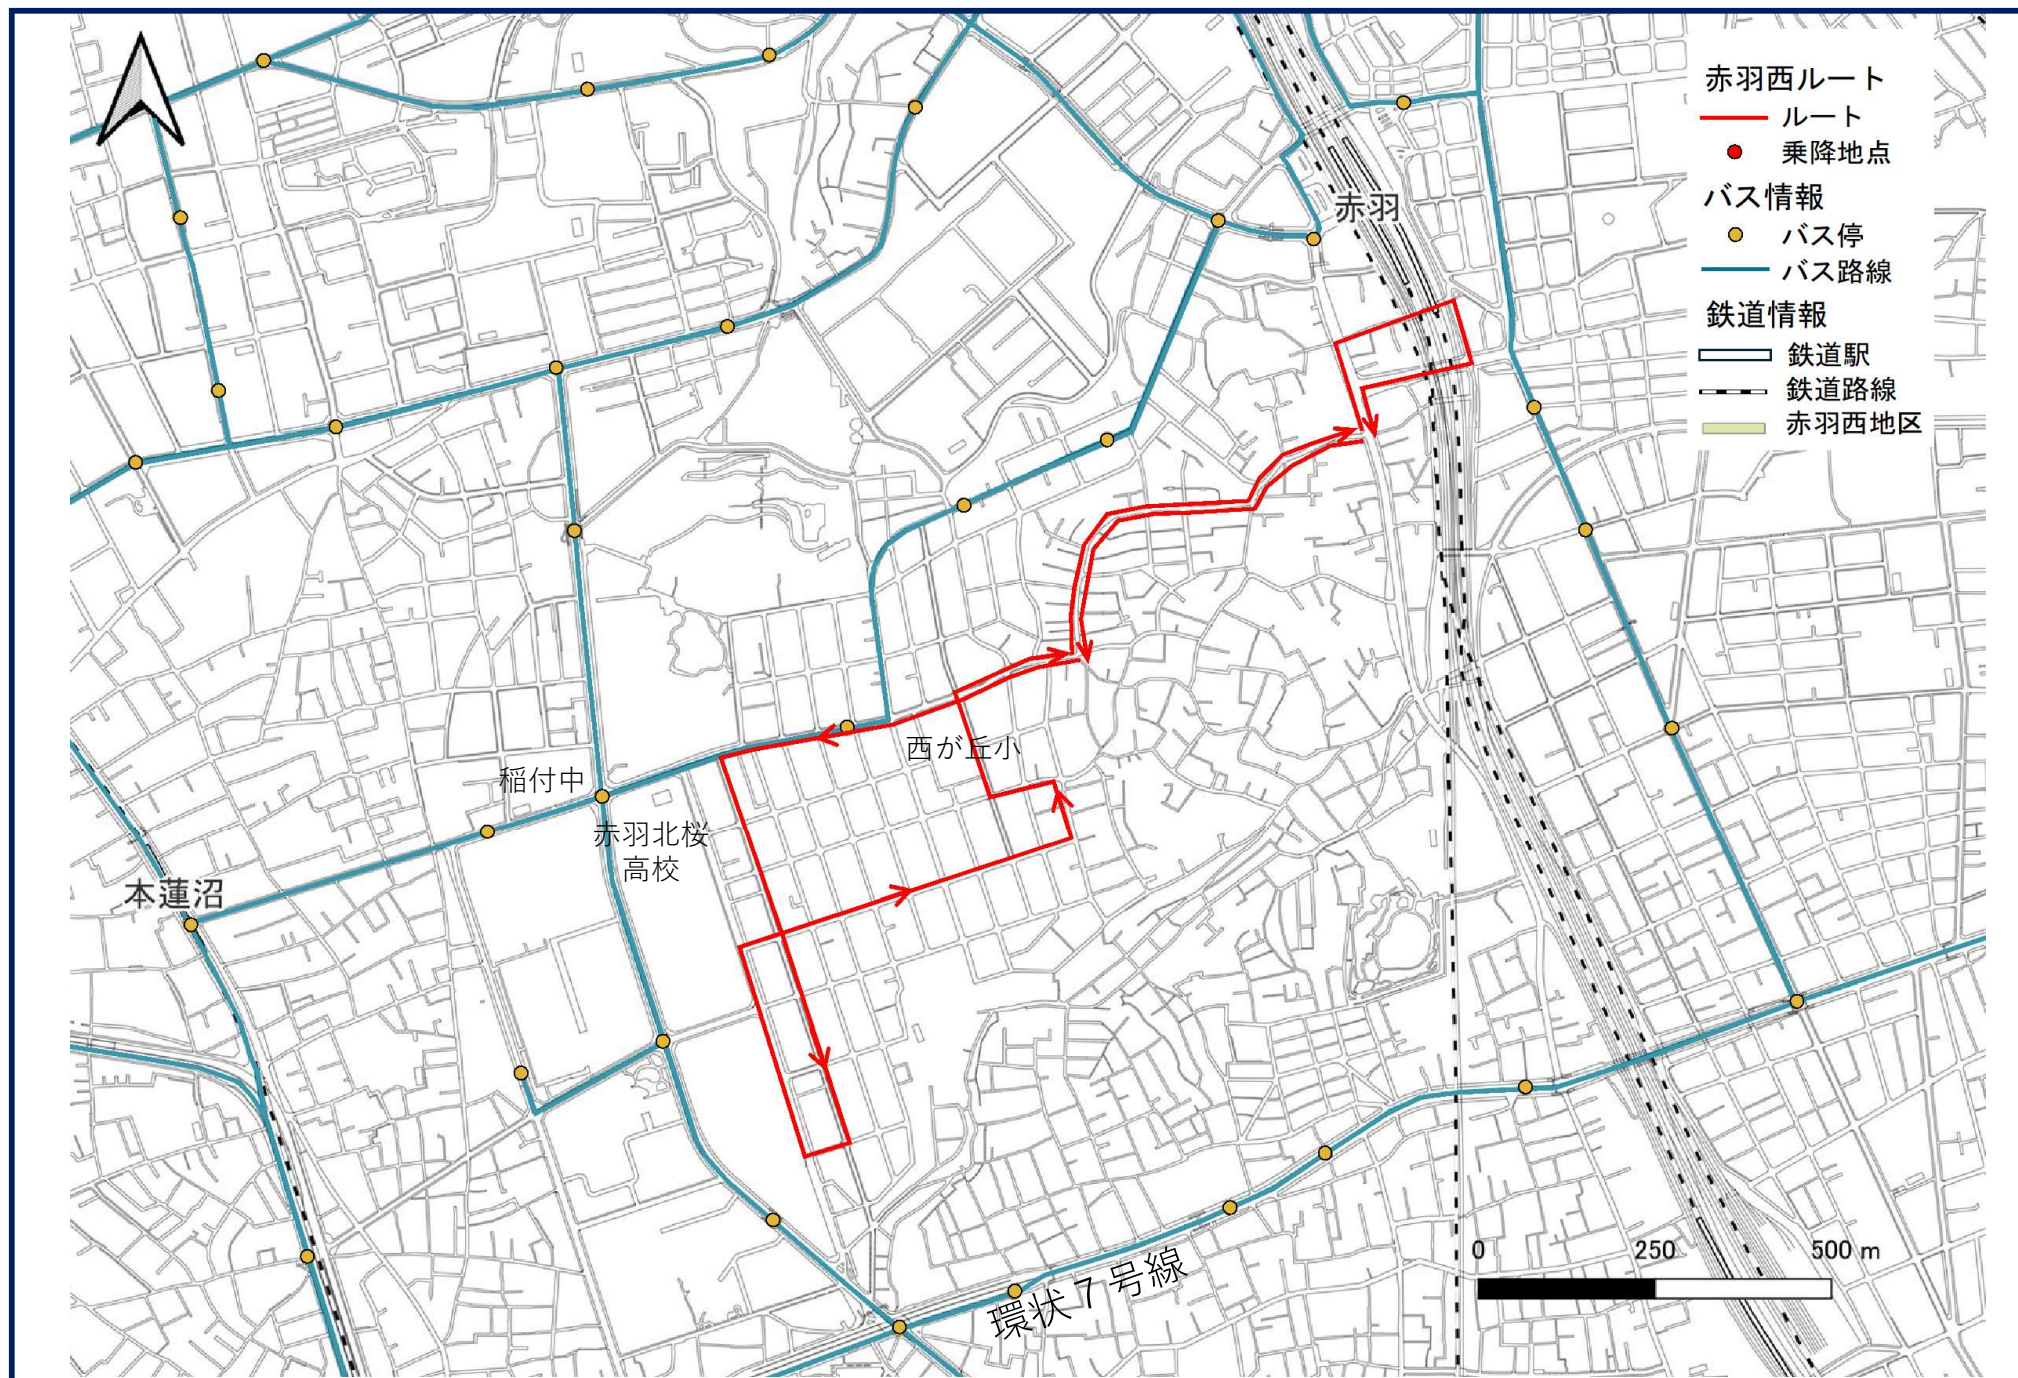 赤羽西ルート
ルート
乗降地点
バス情報
バス停
バス路線
鉄道情報
鉄道駅
鉄道路線
赤羽西地区
赤羽
西が丘小
稲付中
赤羽北桜
高校
本蓮沼
環状7号線
0 250 500 m